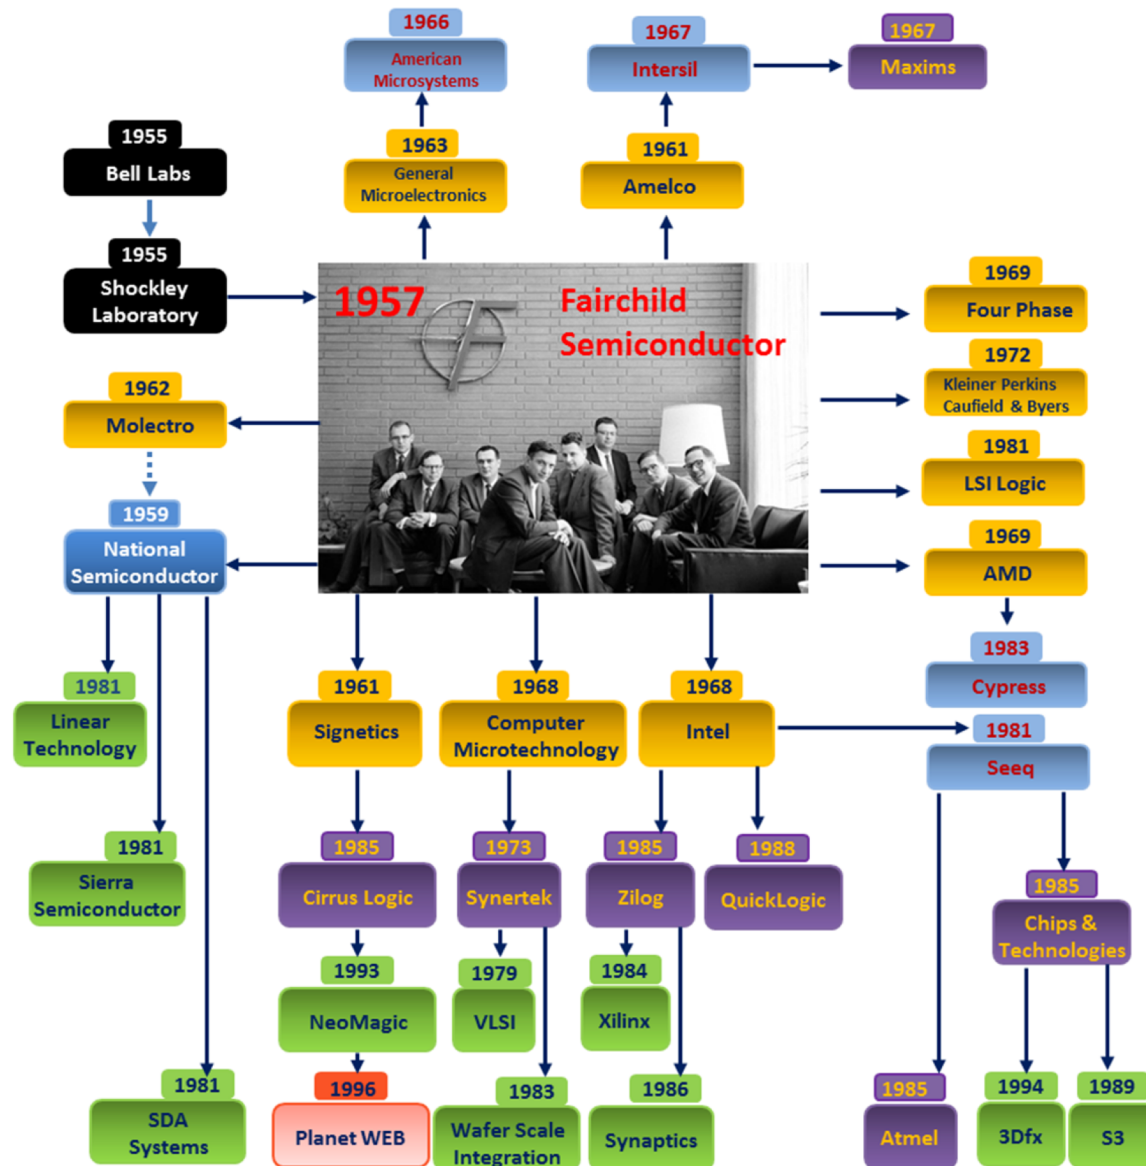 1966
American
Microsystems
1967
Intersil
1967
Maxims
1955
Bell Labs
1963
General
Microelectronics
1961
Amelco
1955
Shockley
Laboratory
1957
Fairchild
Semiconductor
1969
Four Phase
1972
Kleiner Perkins
Caufield & Byers
1962
Molectro
1981
LSI Logic
1959
National
Semiconductor
1969
AMD
1983
Cypress
1981
Linear
Technology
1961
Signetics
1968
Computer
Microtechnology
1968
Intel
1981
Seeq
1981
Sierra
Semiconductor
1985
Cirrus Logic
1973
Synertek
1985
Zilog
1988
QuickLogic
1985
Chips &
Technologies
1993
NeoMagic
1979
VLSI
1984
Xilinx
1981
SDA
Systems
1996
Planet WEB
1983
Wafer Scale
Integration
1986
Synaptics
1985
Atmel
1994
3Dfx
1989
S3